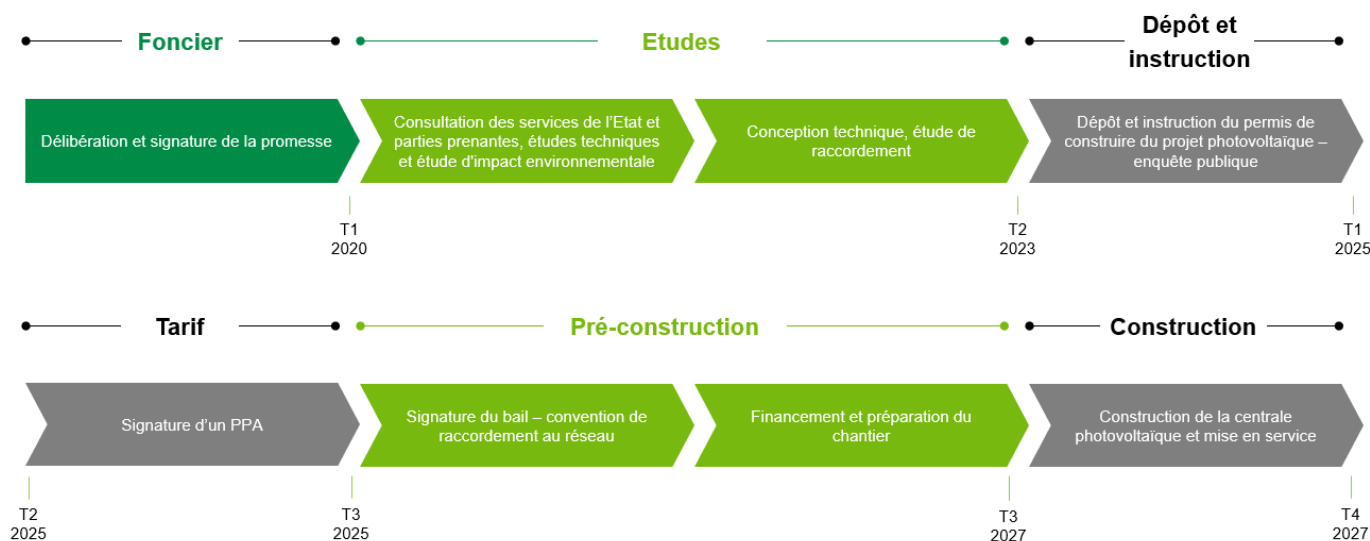 Foncier
Etudes
Dépôt et
instruction
Délibération et signature de la promesse
Consultation des services de l'Etat et
parties prenantes, études techniques
et étude d'impact environnementale
Conception technique, étude de
raccordement
Dépôt et instruction du permis de
construire du projet photovoltaïque –
enquête publique
T1
2020
T2
2023
T1
2025
Tarif
Pré-construction
Construction
Signature d'un PPA
Signature du bail – convention de
raccordement au réseau
Financement et préparation du
chantier
Construction de la centrale
photovoltaïque et mise en service
T2
2025
T3
2025
T3
2027
T4
2027